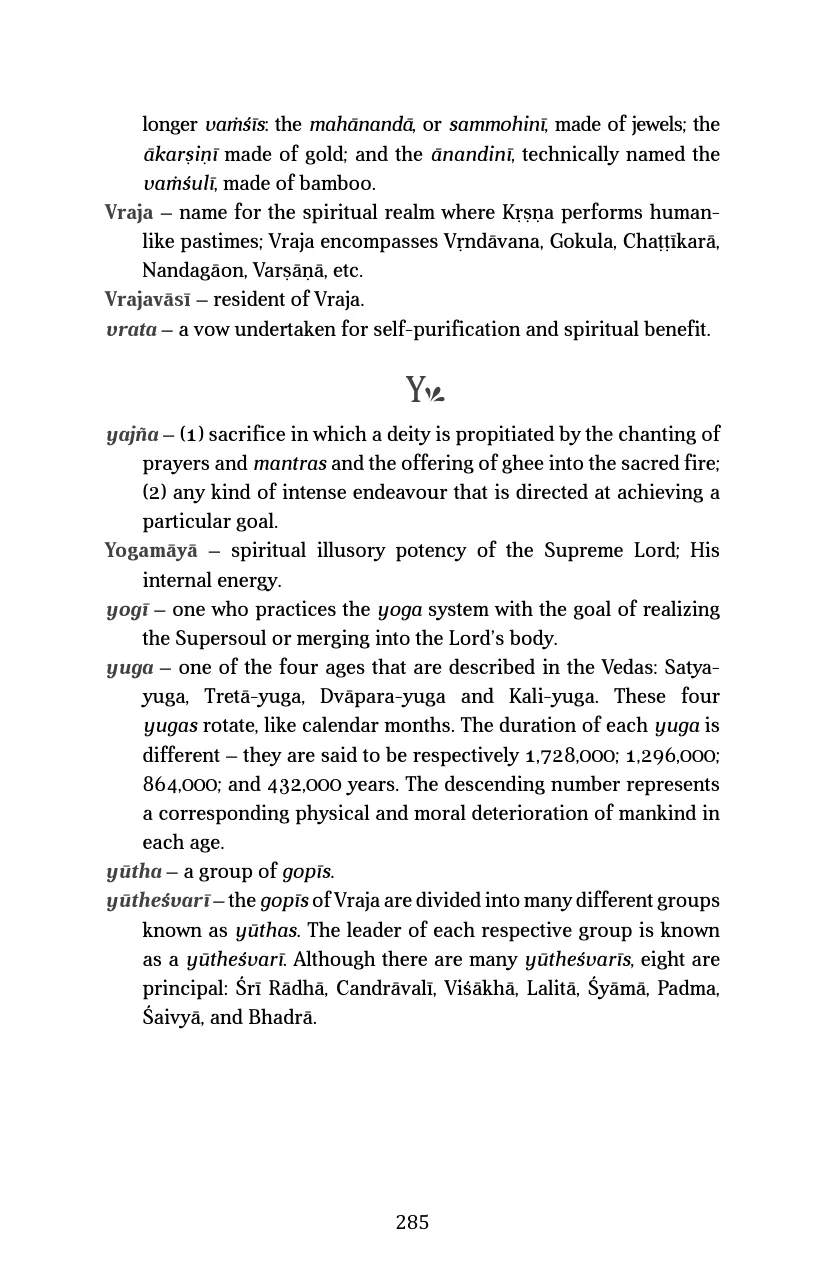 longer vaṁśīs: the mahānandā, or sammohinī, made of jewels; the
ākarṣiṇī made of gold; and the ānandinī, technically named the
vaṁśulī, made of bamboo.
Vraja – name for the spiritual realm where Kṛṣṇa performs human-
like pastimes; Vraja encompasses Vṛndāvana, Gokula, Chaṭṭīkarā,
Nandagāon, Varṣāṇā, etc.
Vrajavāsī – resident of Vraja.
vrata – a vow undertaken for self-purification and spiritual benefit.
Y
yajña – (1) sacrifice in which a deity is propitiated by the chanting of
prayers and mantras and the offering of ghee into the sacred fire;
(2) any kind of intense endeavour that is directed at achieving a
particular goal.
Yogamāyā – spiritual illusory potency of the Supreme Lord; His
internal energy.
yogī – one who practices the yoga system with the goal of realizing
the Supersoul or merging into the Lord's body.
yuga – one of the four ages that are described in the Vedas: Satya-
yuga, Tretā-yuga, Dvāpara-yuga and Kali-yuga. These four
yugas rotate, like calendar months. The duration of each yuga is
different – they are said to be respectively 1,728,000; 1,296,000;
864,000; and 432,000 years. The descending number represents
a corresponding physical and moral deterioration of mankind in
each age.
yūtha – a group of gopīs.
yūtheśvarī – the gopīs of Vraja are divided into many different groups
known as yūthas. The leader of each respective group is known
as a yūtheśvarī. Although there are many yūtheśvarīs, eight are
principal: Śrī Rādhā, Candrāvalī, Viśākhā, Lalitā, Śyāmā, Padma,
Śaivyā, and Bhadrā.
285